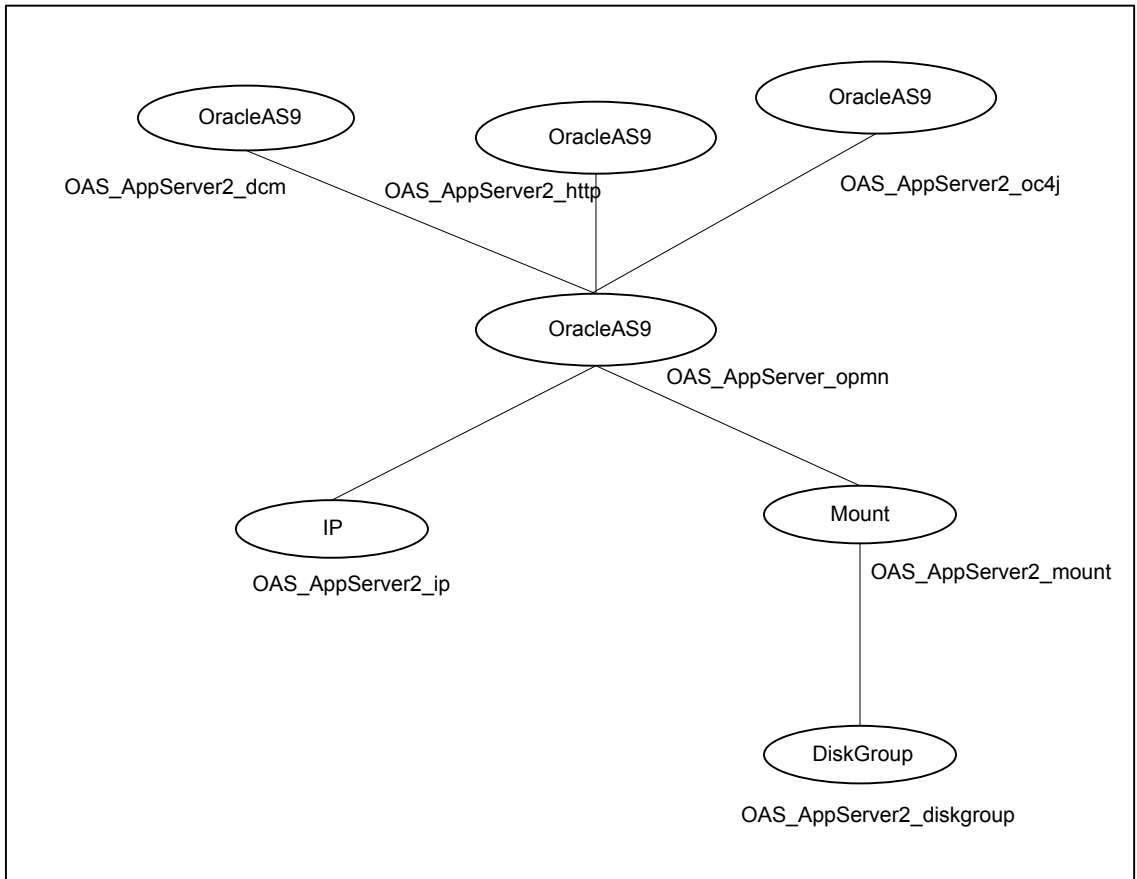 OracleAS9
OracleAS9
OracleAS9
OAS_AppServer2_dcm
OAS_AppServer2_http
OAS_AppServer2_oc4j
OracleAS9
OAS_AppServer_opmn
IP
OAS_AppServer2_ip
Mount
OAS_AppServer2_mount
DiskGroup
OAS_AppServer2_diskgroup